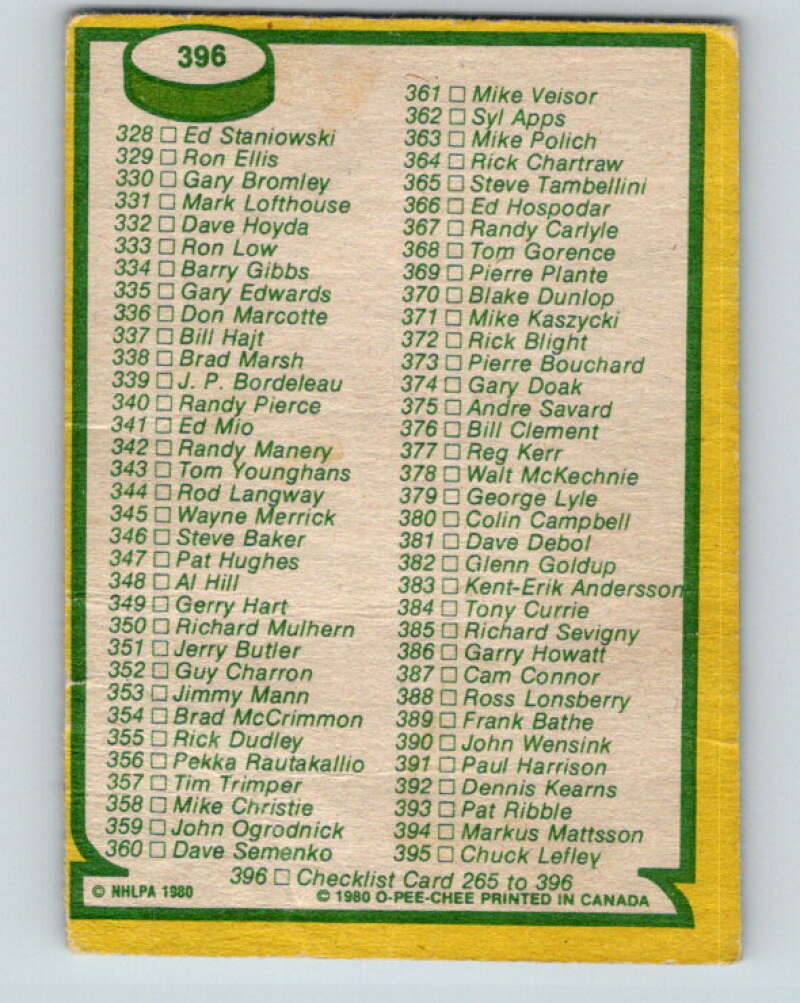 396
328 □ Ed Staniowski
329 □ Ron Ellis
330 □ Gary Bromley
331 □ Mark Lofthouse
332 □ Dave Hoyda
333 □ Ron Low
334 □ Barry Gibbs
335 □ Gary Edwards
336 □ Don Marcotte
337 □ Bill Hajt
338 □ Brad Marsh
339 □ J. P. Bordeleau
340 □ Randy Pierce
341 □ Ed Mio
342 □ Randy Manery
343 □ Tom Younghans
344 □ Rod Langway
345 □ Wayne Merrick
346 □ Steve Baker
347 □ Pat Hughes
348 □ Al Hill
349 □ Gerry Hart
350 □ Richard Mulhern
351 □ Jerry Butler
352 □ Guy Charron
353 □ Jimmy Mann
354 □ Brad McCrimmon
355 □ Rick Dudley
356 □ Pekka Rautakallio
357 □ Tim Trimper
358 □ Mike Christie
359 □ John Ogrodnick
360 □ Dave Semenko
361 □ Mike Veisor
362 □ Syl Apps
363 □ Mike Polich
364 □ Rick Chartraw
365 □ Steve Tambellini
366 □ Ed Hospodar
367 □ Randy Carlyle
368 □ Tom Gorence
369 □ Pierre Plante
370 □ Blake Dunlop
371 □ Mike Kaszycki
372 □ Rick Blight
373 □ Pierre Bouchard
374 □ Gary Doak
375 □ Andre Savard
376 □ Bill Clement
377 □ Reg Kerr
378 □ Walt McKechnie
379 □ George Lyle
380 □ Colin Campbell
381 □ Dave Debol
382 □ Glenn Goldup
383 □ Kent-Erik Andersson
384 □ Tony Currie
385 □ Richard Sevigny
386 □ Garry Howatt
387 □ Cam Connor
388 □ Ross Lonsberry
389 □ Frank Bathe
390 □ John Wensink
391 □ Paul Harrison
392 □ Dennis Kearns
393 □ Pat Ribble
394 □ Markus Mattsson
395 □ Chuck Lefley
396 □ Checklist Card 265 to 396
© NHLPA 1980
© 1980 O-PEE-CHEE PRINTED IN CANADA